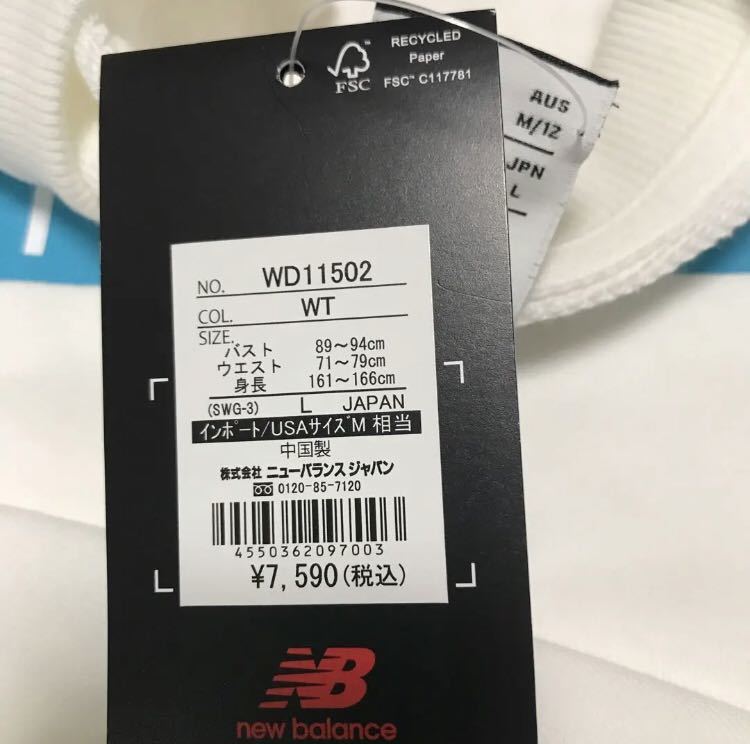 RECYCLED
Paper
FSC™ C117781
FSC
AUS
M/12
JPN
L
NO. WD11502
COL. WT
SIZE.
バスト 89~94cm
ウエスト 71~79cm
身長 161~166cm
(SWG-3) L JAPAN
インポート/USAサイズM 相当
中国製
株式会社 ニューバランス ジャパン
0120-85-7120
4550362097003
¥7,590(税込)
NB
new balance